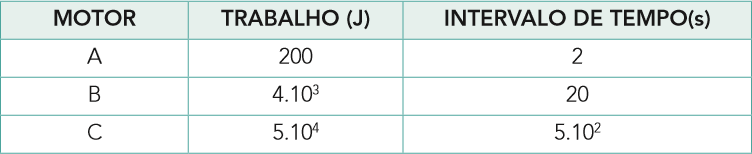 MOTOR TRABALHO (J) INTERVALO DE TEMPO(s)
A 200 2
B 4.10³ 20
C 5.10⁴ 5.10²